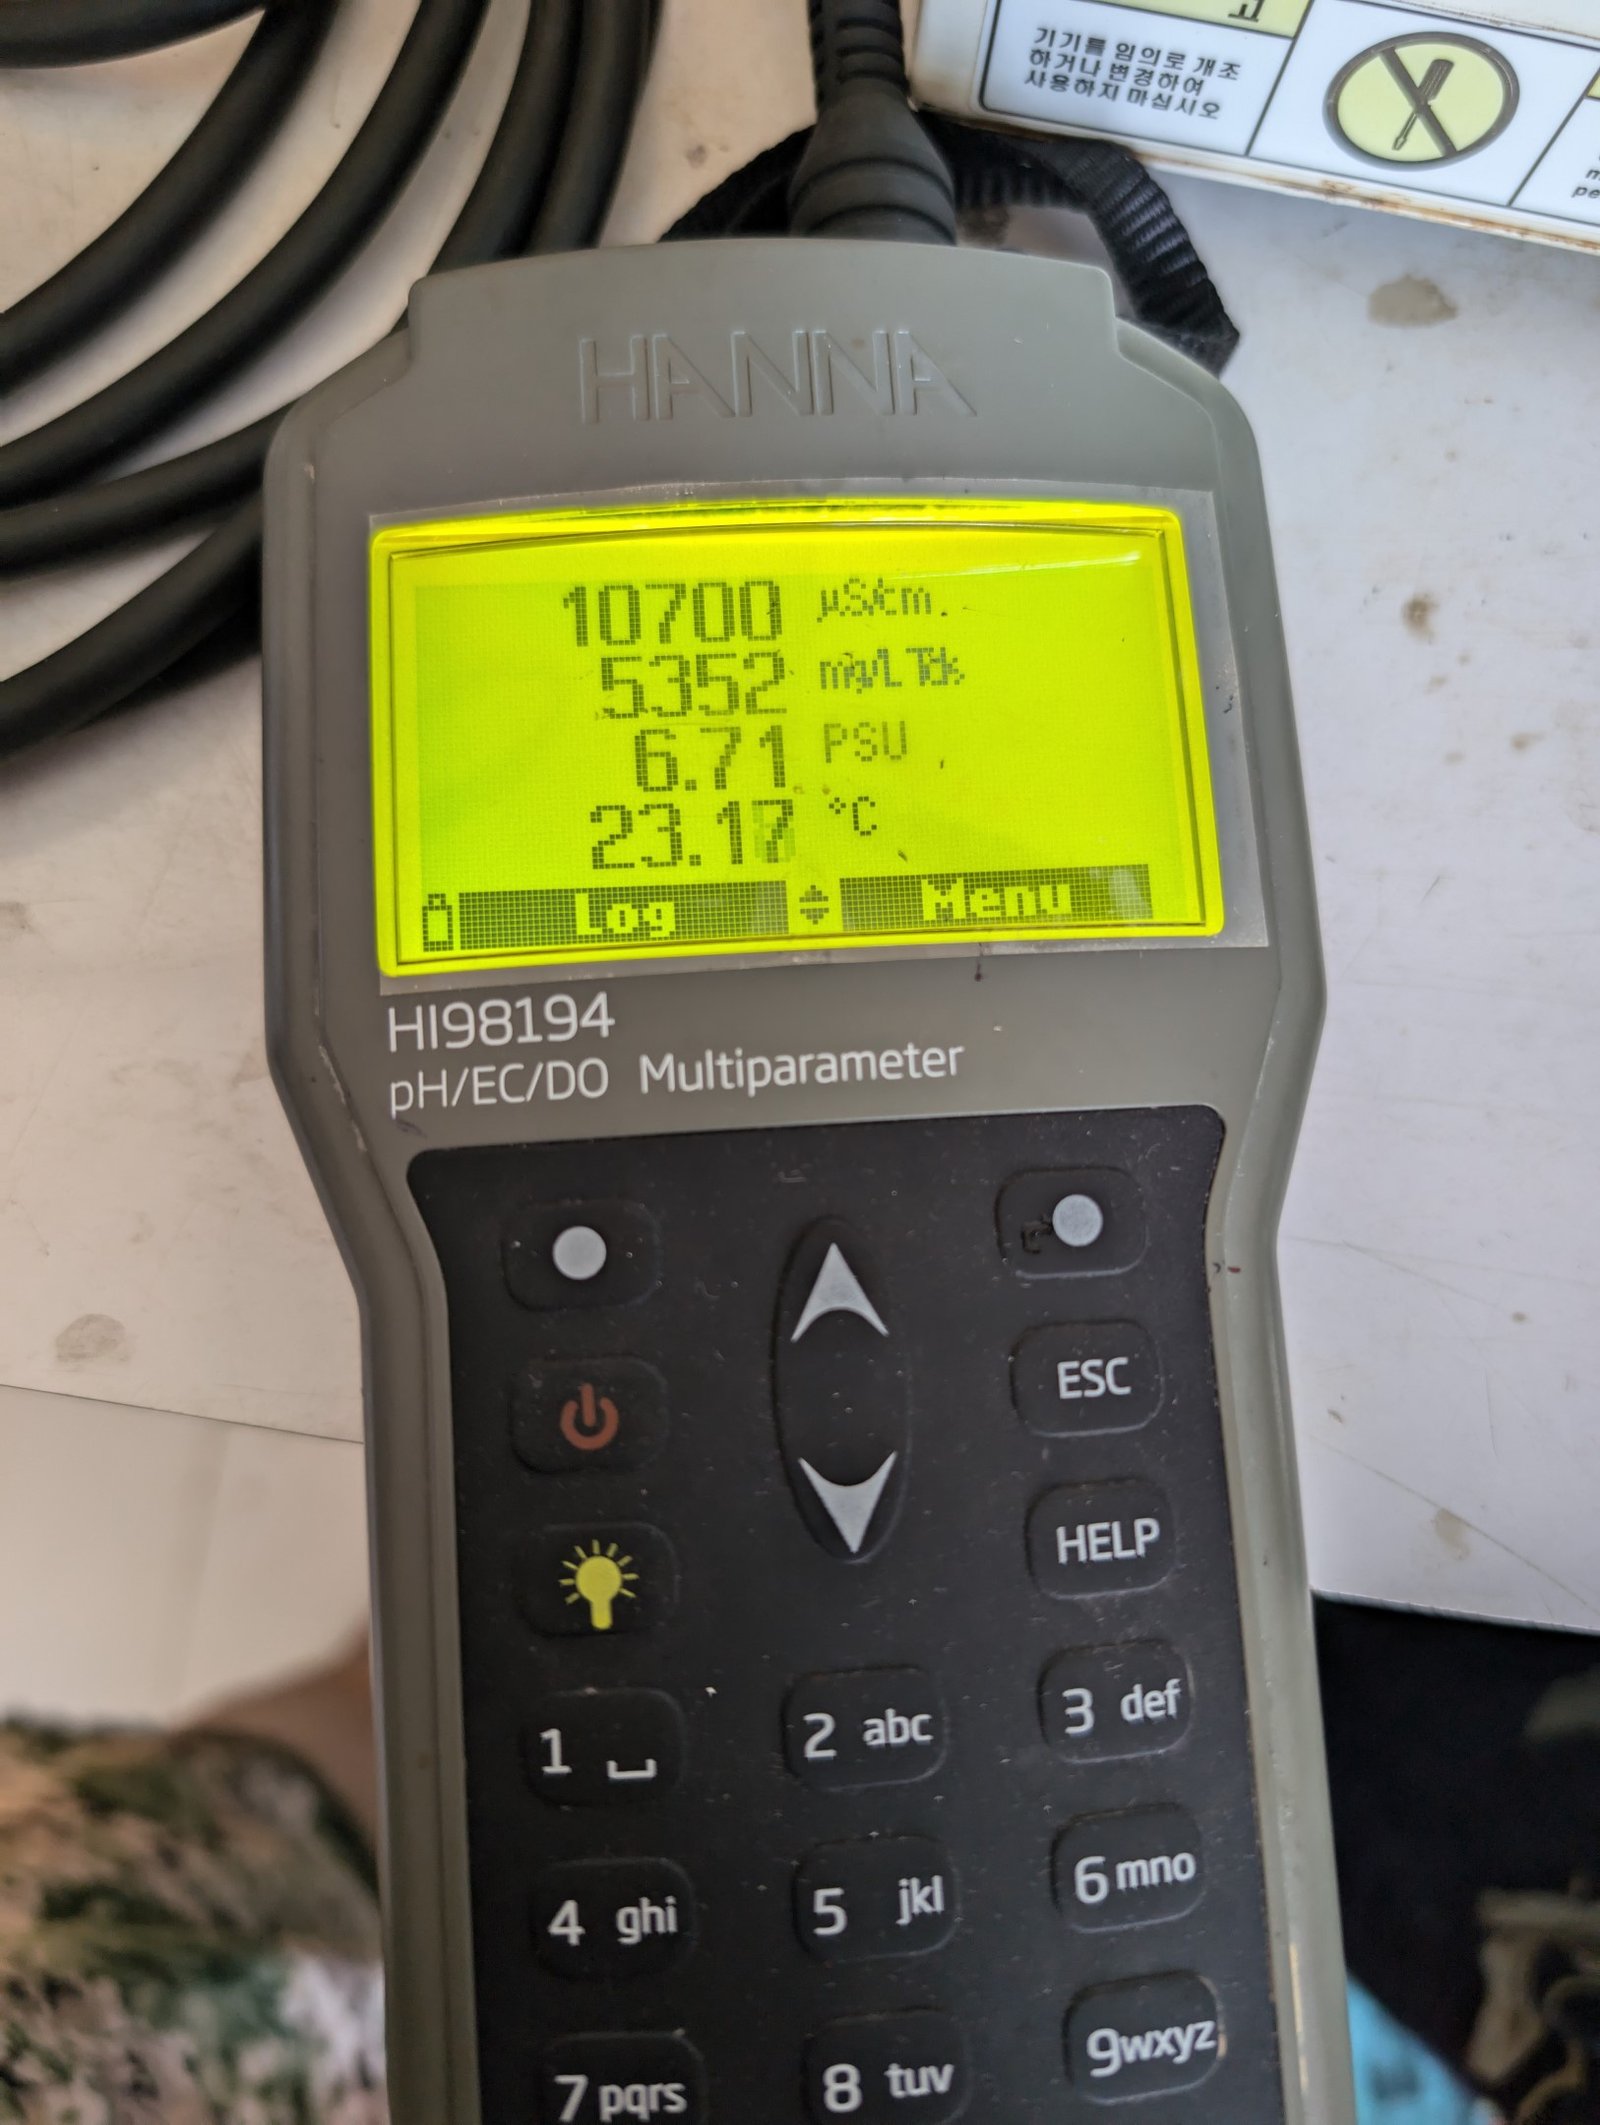 고
기기를 임의로 개조
하거나 변경하여
사용하지 마십시오
HANNA
10700 µS/cm
5352 mg/L Tds
6.71 PSU
23.17 °C
Log Menu
HI98194
pH/EC/DO Multiparameter
ESC
HELP
1 2 abc 3 def
4 ghi 5 jkl 6 mno
7 pqrs 8 tuv 9 wxyz